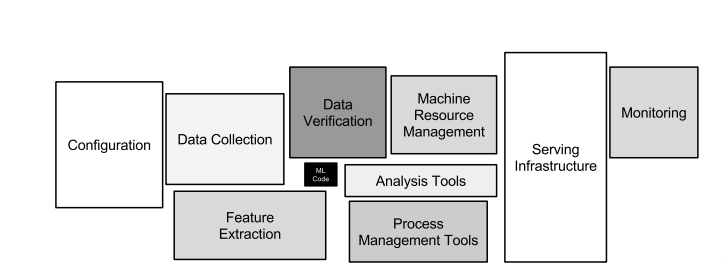 Configuration
Data Collection
Feature
Extraction
Data
Verification
ML
Code
Machine
Resource
Management
Analysis Tools
Process
Management Tools
Serving
Infrastructure
Monitoring